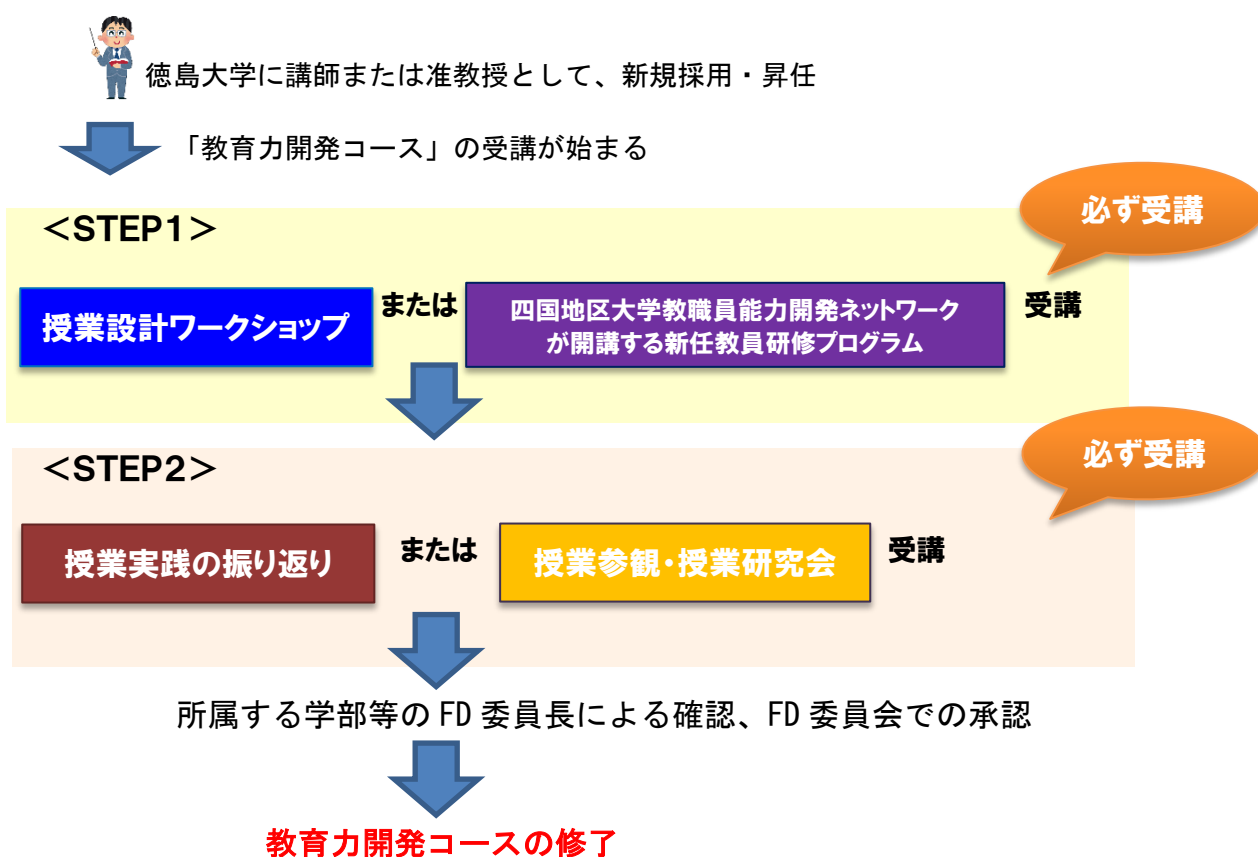 徳島大学に講師または准教授として、新規採用・昇任
「教育力開発コース」の受講が始まる
必ず受講
＜STEP1＞
授業設計ワークショップ
または
四国地区大学教職員能力開発ネットワーク
が開講する新任教員研修プログラム
受講
必ず受講
＜STEP2＞
授業実践の振り返り
または
授業参観・授業研究会
受講
所属する学部等の FD 委員長による確認、FD 委員会での承認
教育力開発コースの修了